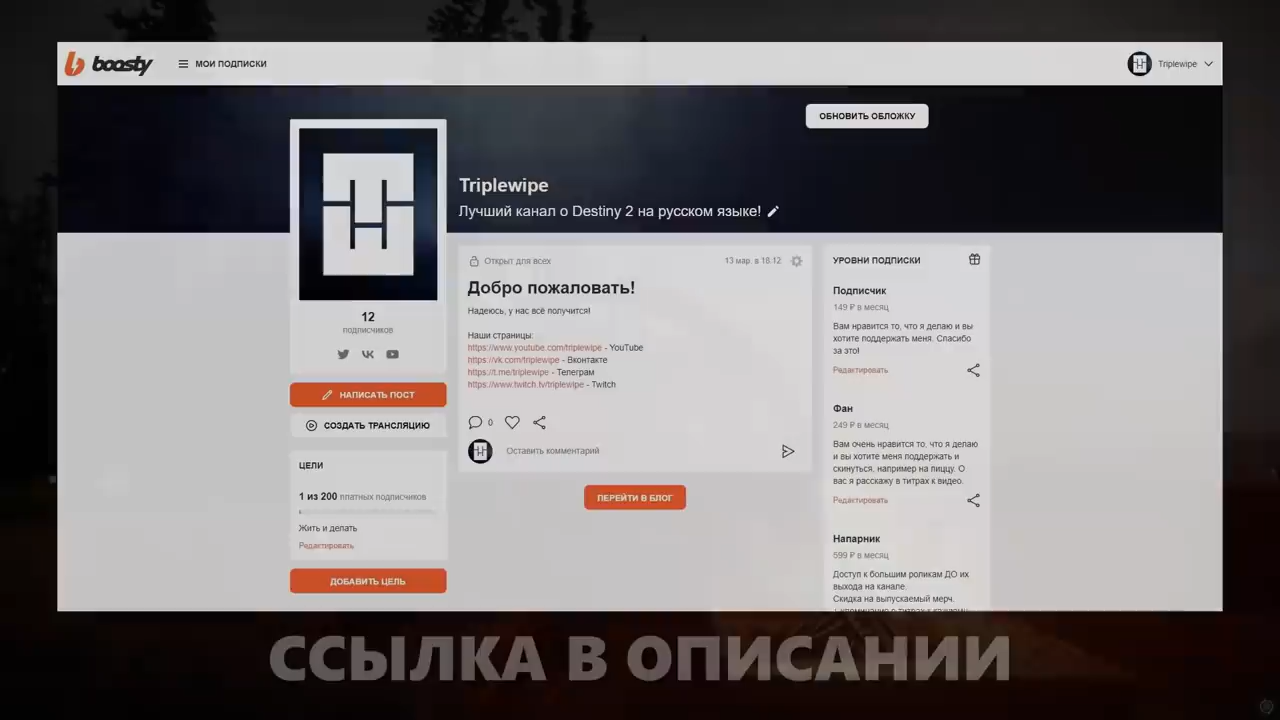 boosty
МОИ ПОДПИСКИ
Triplewipe
ОБНОВИТЬ ОБЛОЖКУ
Triplewipe
Лучший канал о Destiny 2 на русском языке!
12
подписчиков
НАПИСАТЬ ПОСТ
СОЗДАТЬ ТРАНСЛЯЦИЮ
ЦЕЛИ
1 из 200 платных подписчиков
Жить и делать
Редактировать
ДОБАВИТЬ ЦЕЛЬ
Открыт для всех
13 мар. в 18:12
Добро пожаловать!
Надеюсь, у нас всё получится!
Наши страницы:
https://www.youtube.com/triplewipe - YouTube
https://vk.com/triplewipe - Вконтакте
https://t.me/triplewipe - Телеграм
https://www.twitch.tv/triplewipe - Twitch
0
Оставить комментарий
ПЕРЕЙТИ В БЛОГ
УРОВНИ ПОДПИСКИ
Подписчик
149 ₽ в месяц
Вам нравится то, что я делаю и вы
хотите поддержать меня. Спасибо
за это!
Редактировать
Фан
249 ₽ в месяц
Вам очень нравится то, что я делаю
и вы хотите меня поддержать и
скинуться, например на пиццу. О
вас я расскажу в титрах к видео.
Редактировать
Напарник
599 ₽ в месяц
Доступ к большим роликам ДО их
выхода на канале.
Скидка на выпускаемый мерч.
ССЫЛКА В ОПИСАНИИ